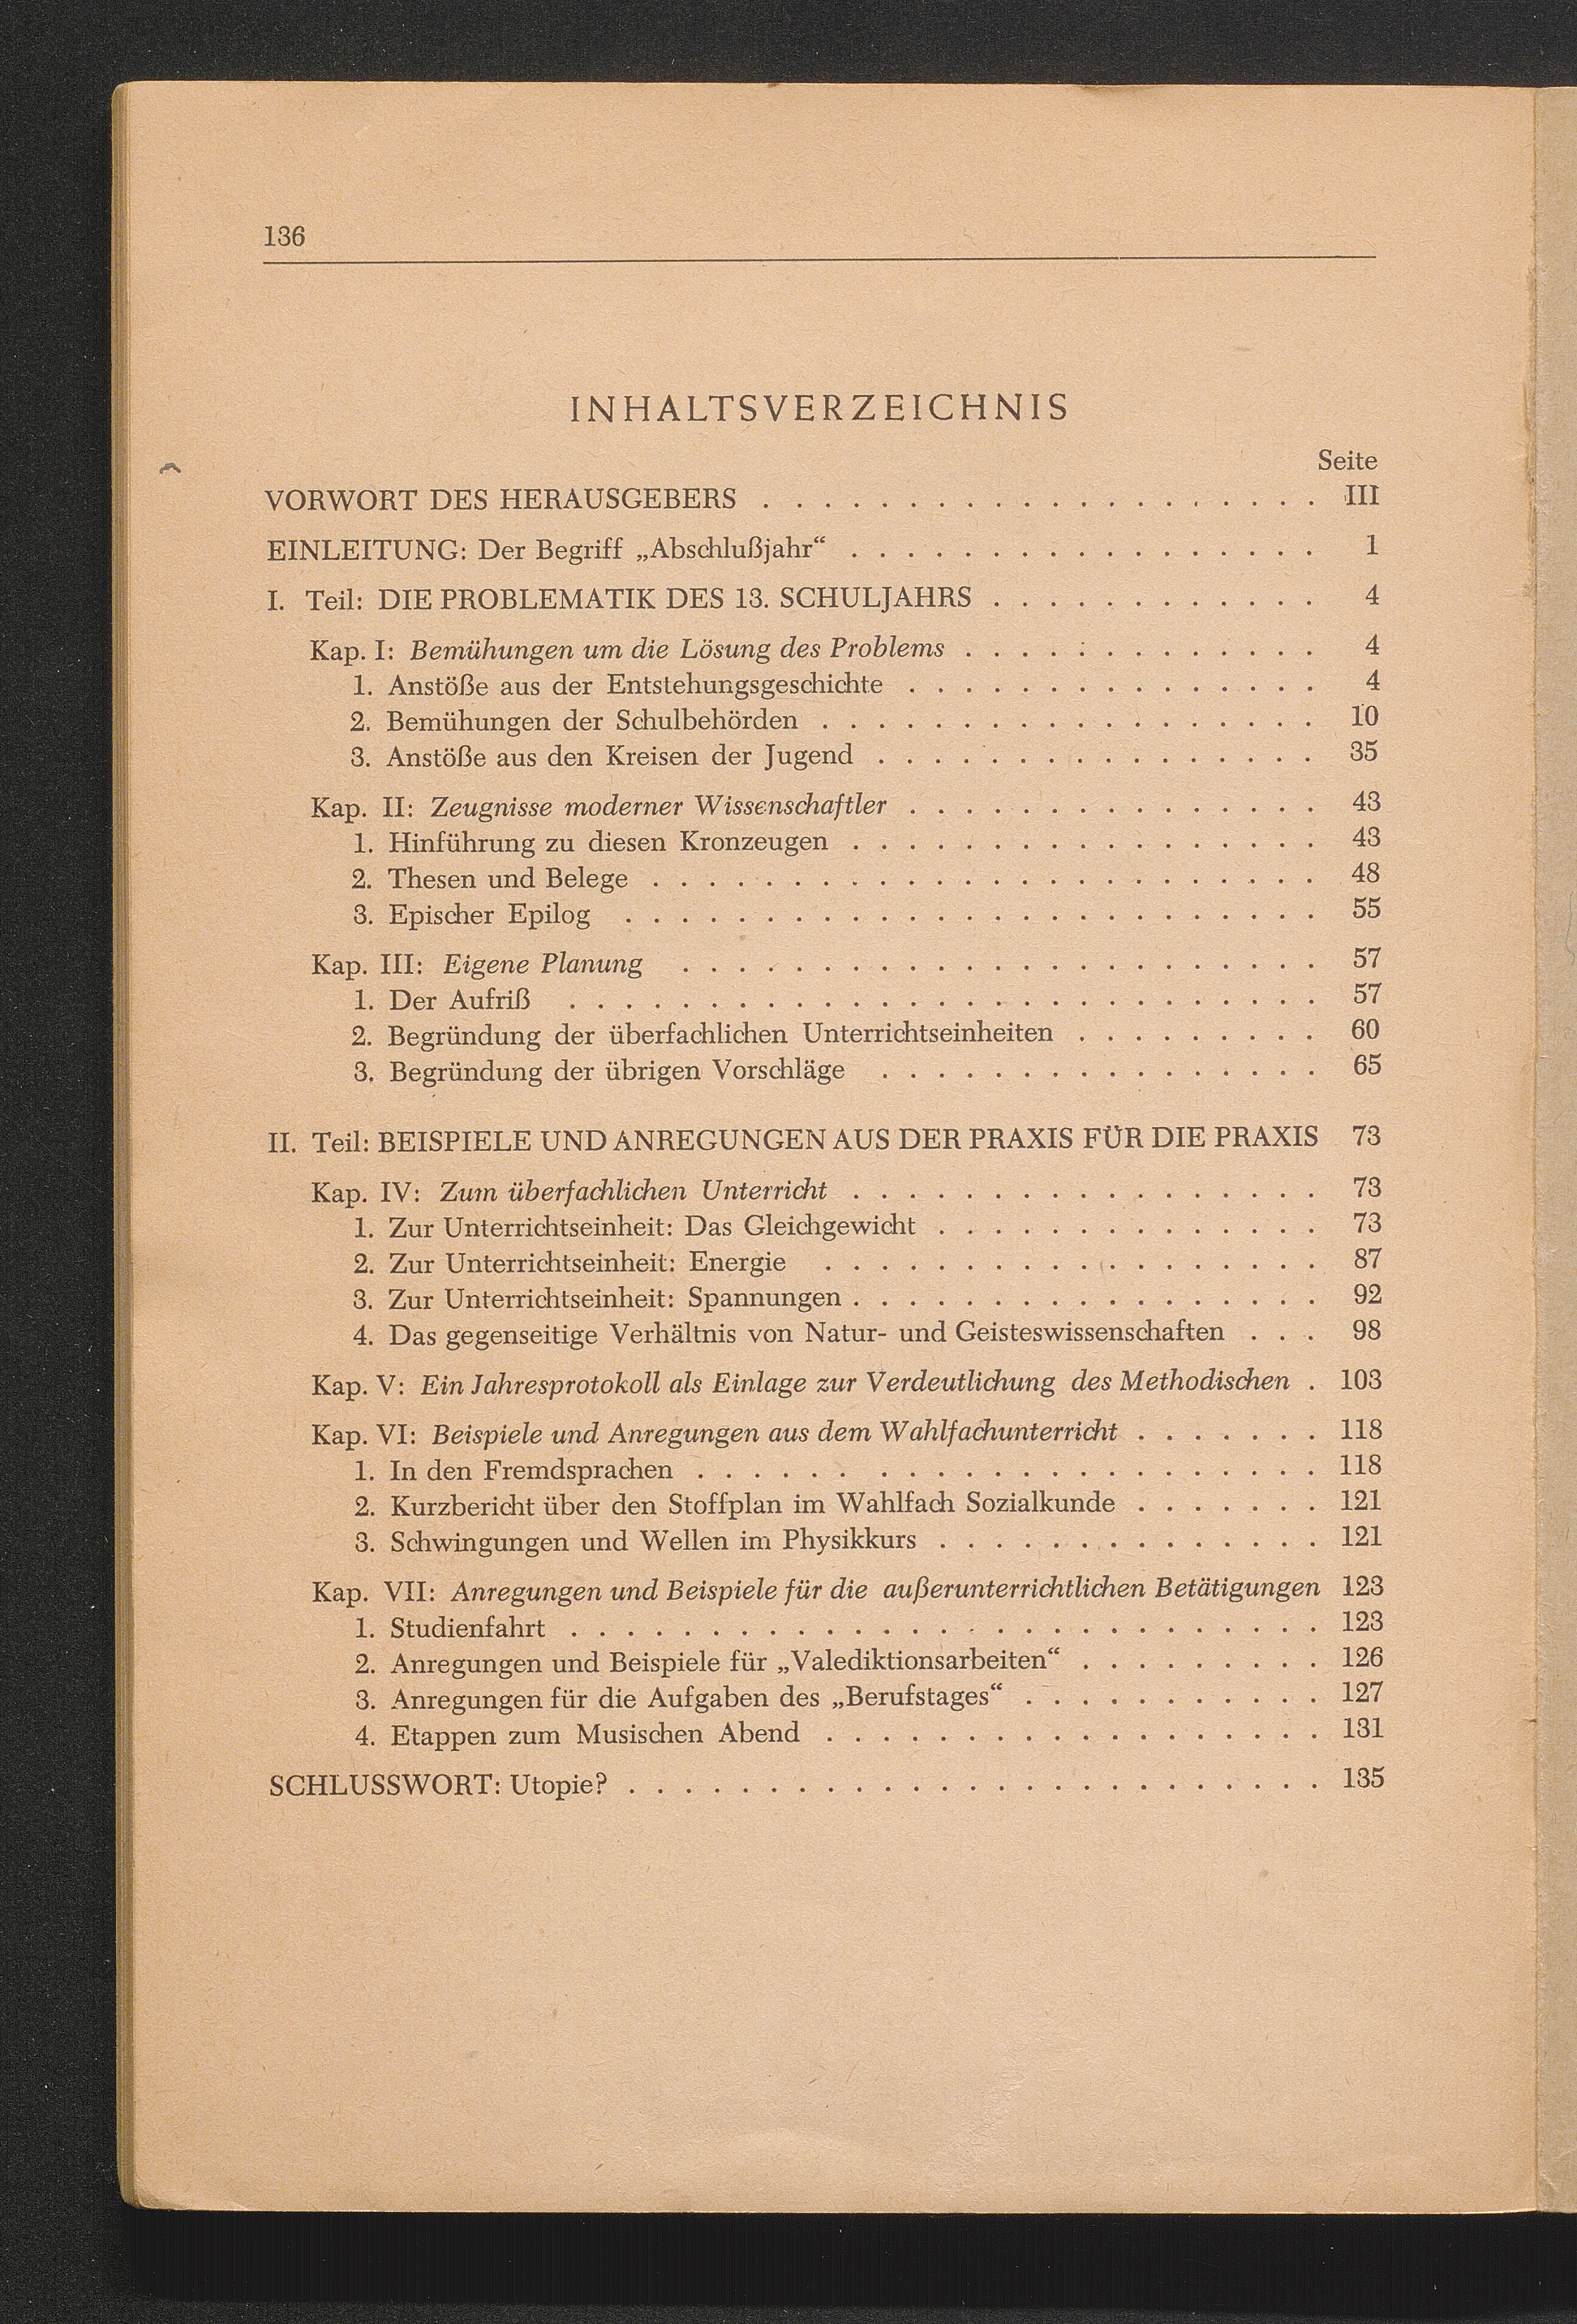 136
INHALTSVERZEICHNIS
Seite
VORWORT DES HERAUSGEBERS . . . . . . . . . . . . . . . . . . . . III
EINLEITUNG: Der Begriff „Abschlußjahr“ . . . . . . . . . . . . . . . . . 1
I. Teil: DIE PROBLEMATIK DES 13. SCHULJAHRS . . . . . . . . . . . . 4
Kap. I: Bemühungen um die Lösung des Problems . . . . . . . . . . . . . 4
1. Anstöße aus der Entstehungsgeschichte . . . . . . . . . . . . . . . 4
2. Bemühungen der Schulbehörden . . . . . . . . . . . . . . . . . . 10
3. Anstöße aus den Kreisen der Jugend . . . . . . . . . . . . . . . . 35
Kap. II: Zeugnisse moderner Wissenschaftler . . . . . . . . . . . . . . . 43
1. Hinführung zu diesen Kronzeugen . . . . . . . . . . . . . . . . . 43
2. Thesen und Belege . . . . . . . . . . . . . . . . . . . . . . . . 48
3. Epischer Epilog . . . . . . . . . . . . . . . . . . . . . . . . . 55
Kap. III: Eigene Planung . . . . . . . . . . . . . . . . . . . . . . . 57
1. Der Aufriß . . . . . . . . . . . . . . . . . . . . . . . . . . . 57
2. Begründung der überfachlichen Unterrichtseinheiten . . . . . . . . . 60
3. Begründung der übrigen Vorschläge . . . . . . . . . . . . . . . . 65
II. Teil: BEISPIELE UND ANREGUNGEN AUS DER PRAXIS FÜR DIE PRAXIS 73
Kap. IV: Zum überfachlichen Unterricht . . . . . . . . . . . . . . . . . 73
1. Zur Unterrichtseinheit: Das Gleichgewicht . . . . . . . . . . . . . . 73
2. Zur Unterrichtseinheit: Energie . . . . . . . . . . . . . . . . . . 87
3. Zur Unterrichtseinheit: Spannungen . . . . . . . . . . . . . . . . . 92
4. Das gegenseitige Verhältnis von Natur- und Geisteswissenschaften . . . 98
Kap. V: Ein Jahresprotokoll als Einlage zur Verdeutlichung des Methodischen . 103
Kap. VI: Beispiele und Anregungen aus dem Wahlfachunterricht . . . . . . . 118
1. In den Fremdsprachen . . . . . . . . . . . . . . . . . . . . . . 118
2. Kurzbericht über den Stoffplan im Wahlfach Sozialkunde . . . . . . . 121
3. Schwingungen und Wellen im Physikkurs . . . . . . . . . . . . . . 121
Kap. VII: Anregungen und Beispiele für die außerunterrichtlichen Betätigungen 123
1. Studienfahrt . . . . . . . . . . . . . . . . . . . . . . . . . . . 123
2. Anregungen und Beispiele für „Valediktionsarbeiten“ . . . . . . . . . 126
3. Anregungen für die Aufgaben des „Berufstages“ . . . . . . . . . . . 127
4. Etappen zum Musischen Abend . . . . . . . . . . . . . . . . . . 131
SCHLUSSWORT: Utopie? . . . . . . . . . . . . . . . . . . . . . . . . . 135